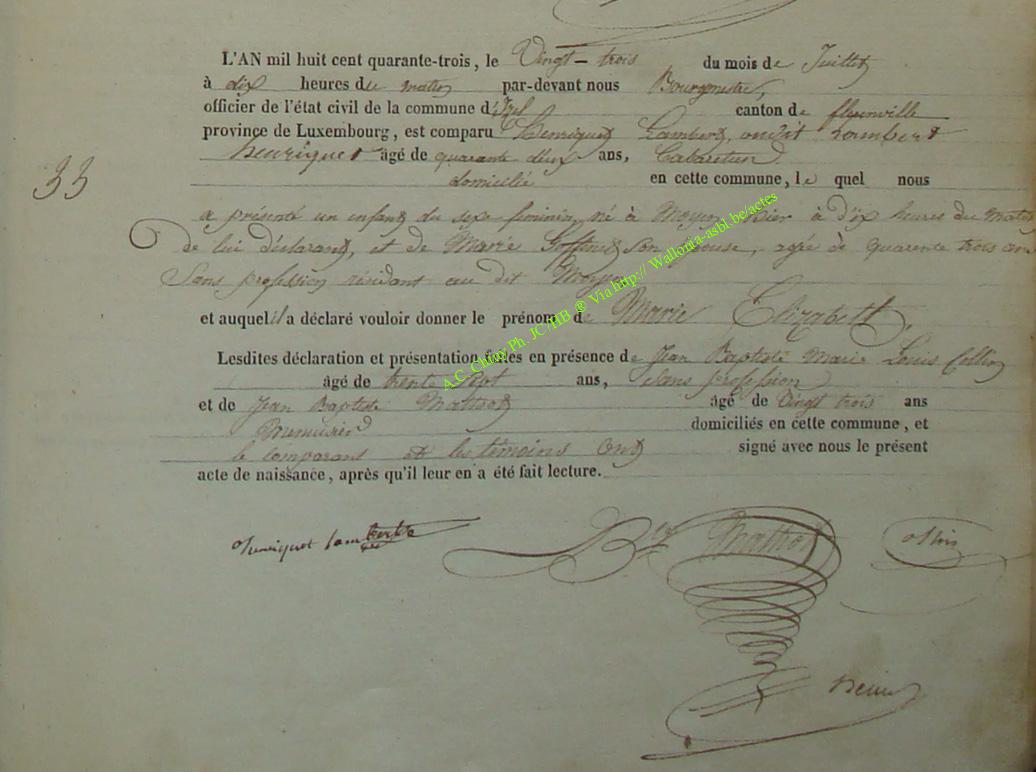 L'AN mil huit cent quarante-trois, le Vingt-trois du mois de Juillet
à dix heures du matin par-devant nous Bourgmestre,
officier de l'état civil de la commune d'Izel canton de florenville
province de Luxembourg, est comparu Henriquet Lambert, ou dit Lambert
henriquet âgé de quarante deux ans, Cabaretier
domicilié en cette commune, le quel nous
33
a présenté un enfant du sexe féminin né à Moyen hier à dix heures du matin
de lui déclarant, et de Marie son épouse, agée de quarente trois ans
Sans profession résidant au dit Moyen
et auquel il a déclaré vouloir donner le prénom de Marie Elizabeth.
Lesdites déclaration et présentation faites en présence de Jean Baptiste Marie Louis Collin
âgé de trente sept ans, Sans profession
et de Jean Baptiste Mathot âgé de Vingt trois ans
domiciliés en cette commune, et
le comparant et les témoins ont signé avec nous le présent
acte de naissance, après qu'il leur en a été fait lecture.
henriquet lambert
Mathot
A.C. Chiny Ph. JC /HB ® Via http:// Wallonia-asbl.be/actes